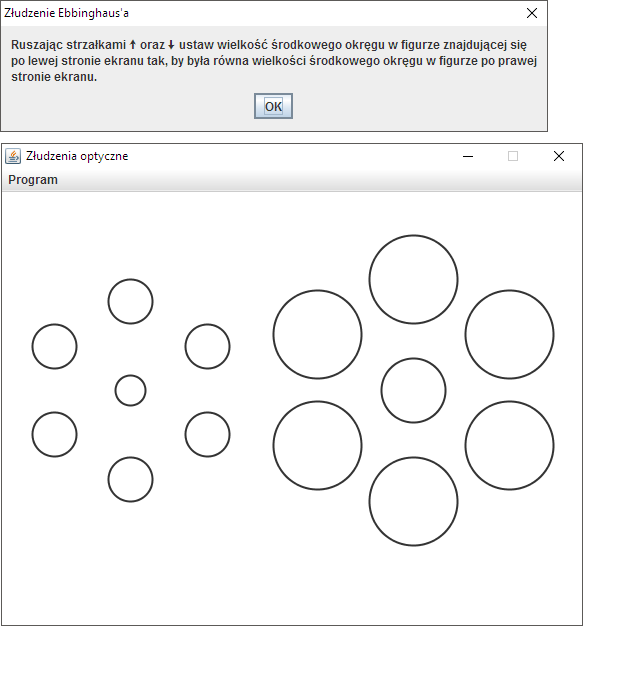 Złudzenie Ebbinghaus'a
Ruszając strzałkami ↑ oraz ↓ ustaw wielkość środkowego okręgu w figurze znajdującej się
po lewej stronie ekranu tak, by była równa wielkości środkowego okręgu w figurze po prawej
stronie ekranu.
OK
Złudzenia optyczne
Program